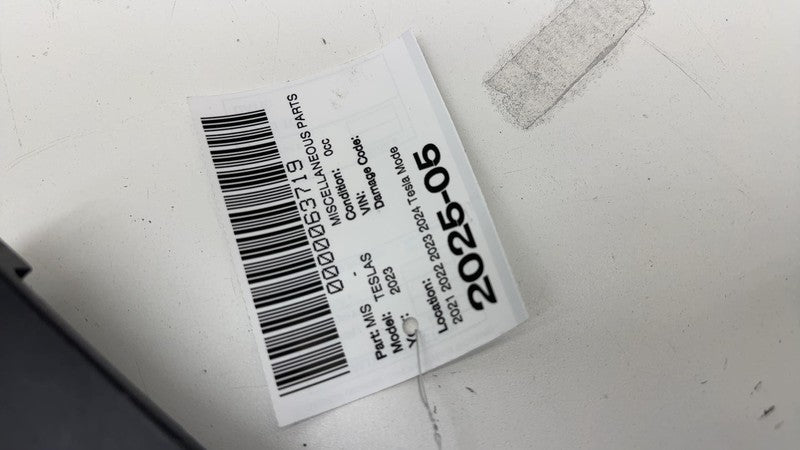 0000063719
Part: MIS MISCELLANEOUS PARTS
Model: TESLAS Condition: 0cc
2023 VIN:
Damage Code:
Location:
2021 2022 2023 2024 Tesla Mode
2025-05